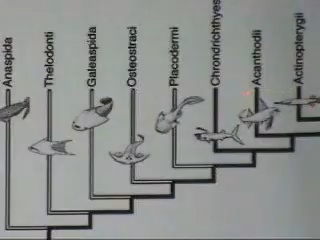 Anaspida
Thelodonti
Galeaspida
Osteostraci
Placodermi
Chrondrichthyes
Acanthodii
Actinopterygii